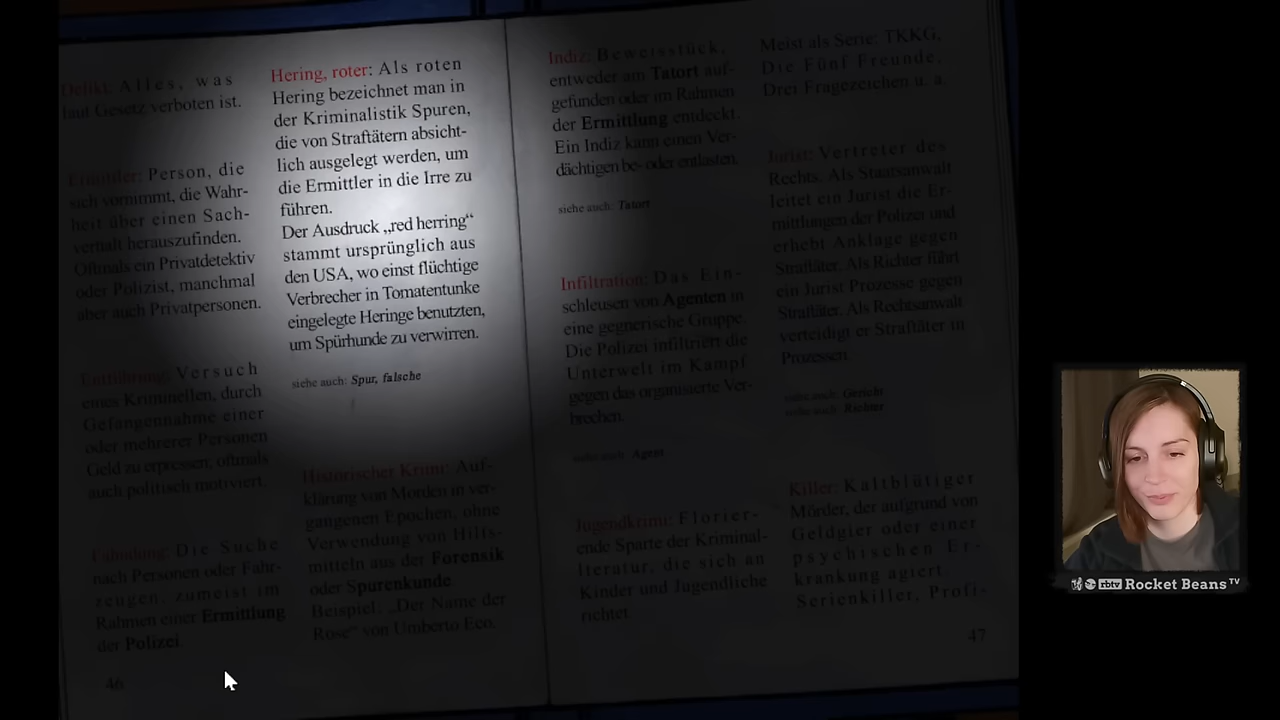 Delikt: Alles, was
laut Gesetz verboten ist.
Ermittler: Person, die
sich vornimmt, die Wahr-
heit über einen Sach-
verhalt herauszufinden.
Oftmals ein Privatdetektiv
oder Polizist, manchmal
aber auch Privatpersonen.
Entführung: Versuch
eines Kriminellen, durch
Gefangennahme einer
oder mehrerer Personen
Geld zu erpressen; oftmals
auch politisch motiviert.
Fahndung: Die Suche
nach Personen oder Fahr-
zeugen, zumeist im
Rahmen einer Ermittlung
der Polizei.
46
Hering, roter: Als roten
Hering bezeichnet man in
der Kriminalistik Spuren,
die von Straftätern absicht-
lich ausgelegt werden, um
die Ermittler in die Irre zu
führen.
Der Ausdruck „red herring“
stammt ursprünglich aus
den USA, wo einst flüchtige
Verbrecher in Tomatentunke
eingelegte Heringe benutzten,
um Spürhunde zu verwirren.
siehe auch: Spur, falsche
Historischer Krimi: Auf-
klärung von Morden in ver-
gangenen Epochen, ohne
Verwendung von Hilfs-
mitteln aus der Forensik
oder Spurenkunde
Beispiel: „Der Name der
Rose“ von Umberto Eco.
Indiz: Beweisstück,
entweder am Tatort auf-
gefunden oder im Rahmen
der Ermittlung entdeckt.
Ein Indiz kann einen Ver-
dächtigen be- oder entlasten.
siehe auch: Tatort
Infiltration: Das Ein-
schleusen von Agenten in
eine gegnerische Gruppe.
Die Polizei infiltriert die
Unterwelt im Kampf
gegen das organisierte Ver-
brechen.
siehe auch: Agent
Jugendkrimi: Florier-
ende Sparte der Kriminal-
lteratur, die sich an
Kinder und Jugendliche
richtet.
Meist als Serie: TKKG,
Die Fünf Freunde,
Drei Fragezeichen u. a.
Jurist: Vertreter des
Rechts. Als Staatsanwalt
leitet ein Jurist die Er-
mittlungen der Polizei und
erhebt Anklage gegen
Straftäter. Als Richter führt
ein Jurist Prozesse gegen
Straftäter. Als Rechtsanwalt
verteidigt er Straftäter in
Prozessen.
siehe auch: Gericht
siehe auch: Richter
Killer: Kaltblütiger
Mörder, der aufgrund von
Geldgier oder einer
psychischen Er-
krankung agiert.
Serienkiller, Profi-
47
rbtv Rocket Beans TV